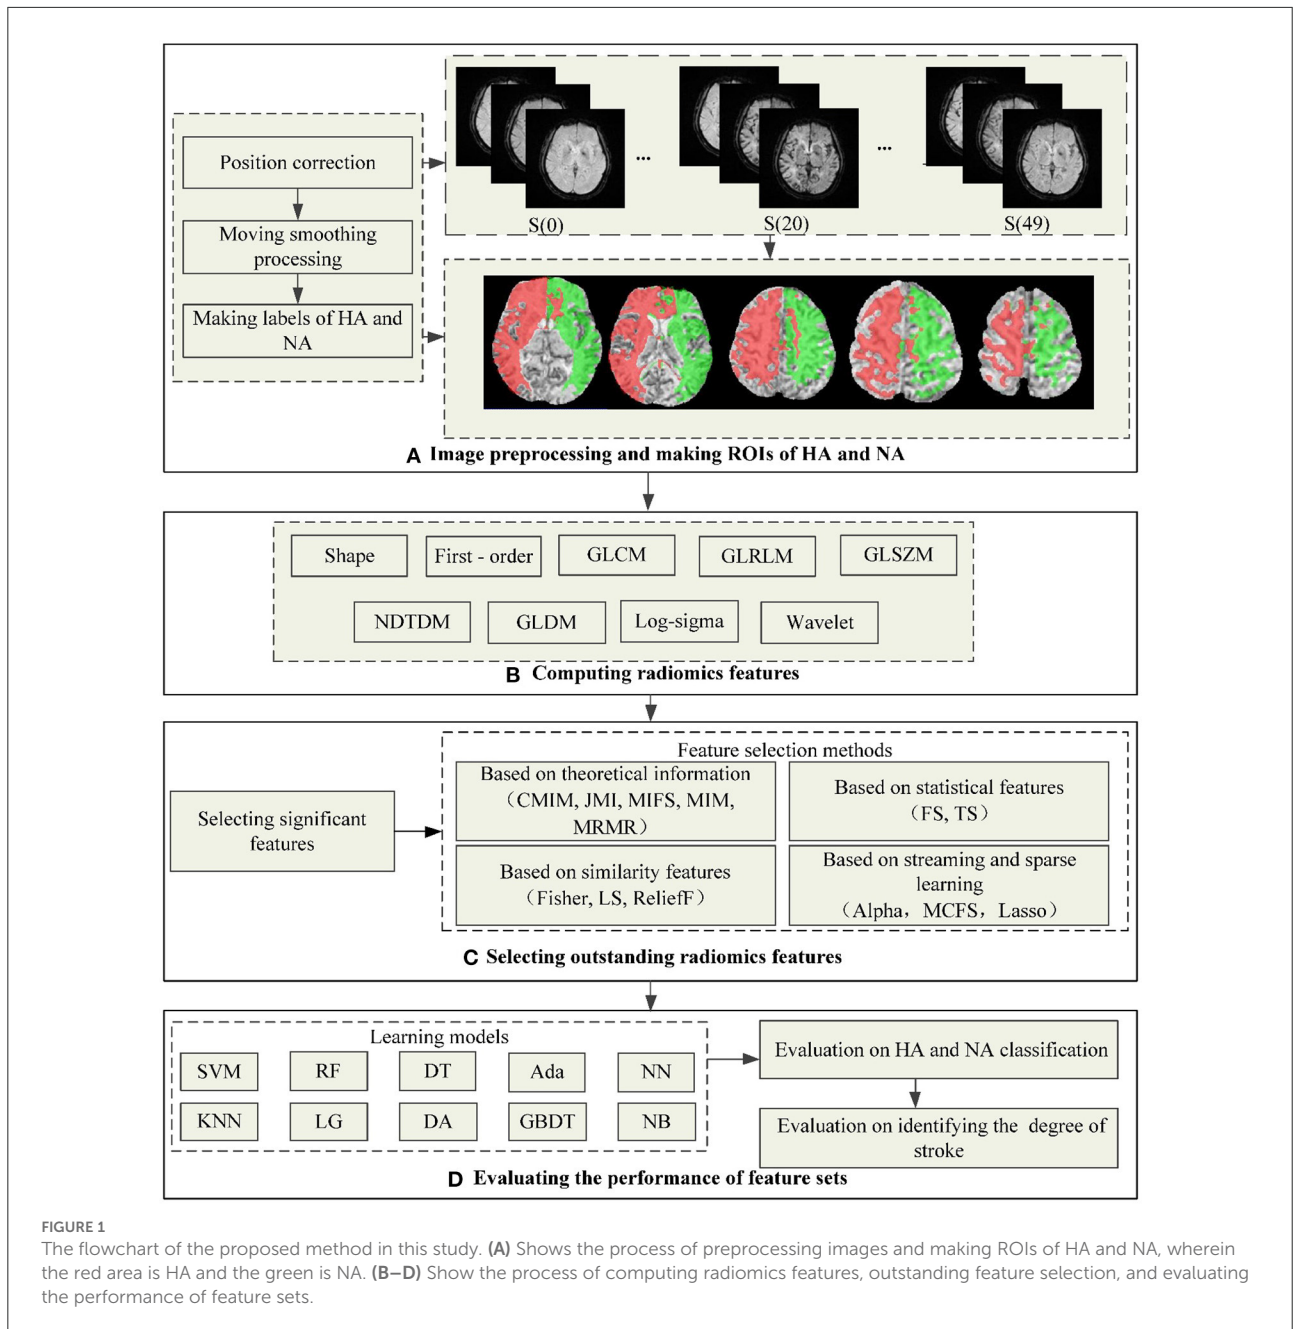 Position correction
Moving smoothing
processing
Making labels of HA and
NA
...
...
S(0)
S(20)
S(49)
A Image preprocessing and making ROIs of HA and NA
Shape
First - order
GLCM
GLRLM
GLSZM
NDTDM
GLDM
Log-sigma
Wavelet
B Computing radiomics features
Selecting significant
features
Feature selection methods
Based on theoretical information
（CMIM, JMI, MIFS, MIM,
MRMR）
Based on statistical features
（FS, TS）
Based on similarity features
（Fisher, LS, ReliefF）
Based on streaming and sparse
learning
（Alpha，MCFS，Lasso）
C Selecting outstanding radiomics features
Learning models
SVM
RF
DT
Ada
NN
KNN
LG
DA
GBDT
NB
Evaluation on HA and NA classification
Evaluation on identifying the degree of
stroke
D Evaluating the performance of feature sets
FIGURE 1
The flowchart of the proposed method in this study. (A) Shows the process of preprocessing images and making ROIs of HA and NA, wherein
the red area is HA and the green is NA. (B–D) Show the process of computing radiomics features, outstanding feature selection, and evaluating
the performance of feature sets.